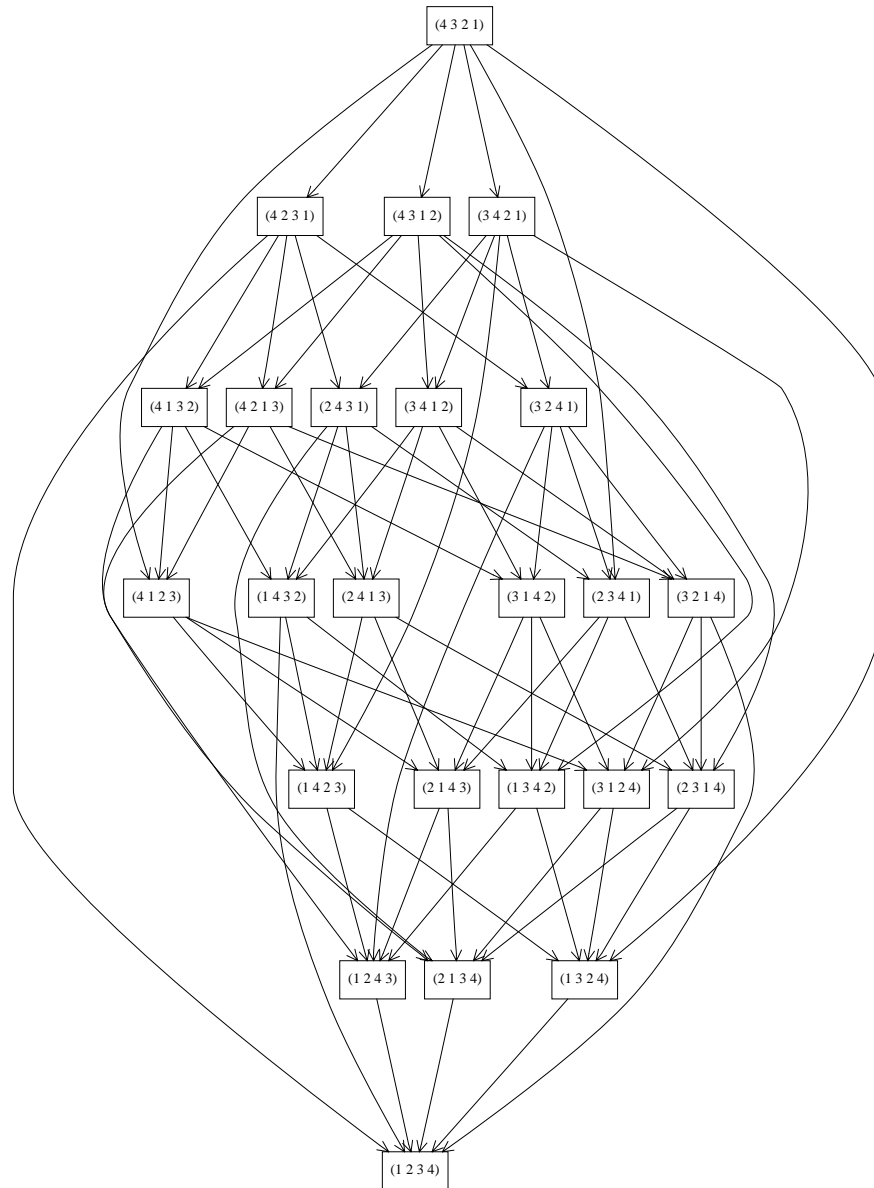 (4 3 2 1)
(4 2 3 1) (4 3 1 2) (3 4 2 1)
(4 1 3 2) (4 2 1 3) (2 4 3 1) (3 4 1 2) (3 2 4 1)
(4 1 2 3) (1 4 3 2) (2 4 1 3) (3 1 4 2) (2 3 4 1) (3 2 1 4)
(1 4 2 3) (2 1 4 3) (1 3 4 2) (3 1 2 4) (2 3 1 4)
(1 2 4 3) (2 1 3 4) (1 3 2 4)
(1 2 3 4)